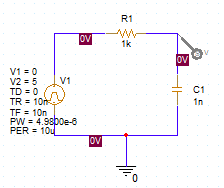 R1
0V
1k
0V
V
V1 = 0
V2 = 5
TD = 0
TR = 10n
TF = 10n
PW = 4.9800e-6
PER = 10u
V1
C1
1n
0V
0